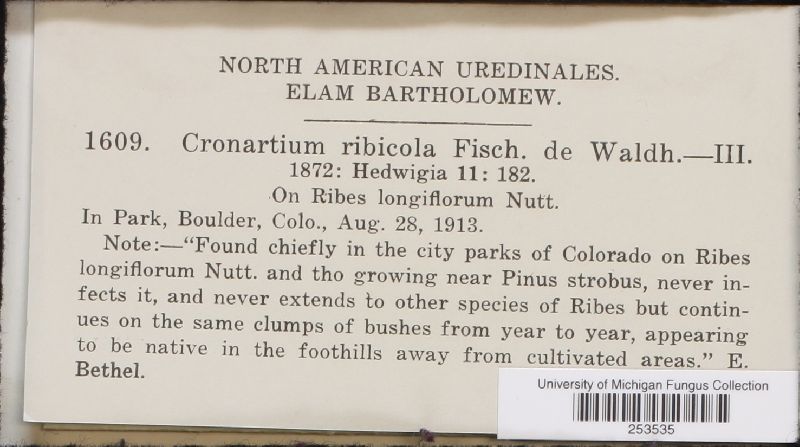 NORTH AMERICAN UREDINALES.
ELAM BARTHOLOMEW.
1609. Cronartium ribicola Fisch. de Waldh.—III.
1872: Hedwigia 11: 182.
On Ribes longiflorum Nutt.
In Park, Boulder, Colo., Aug. 28, 1913.
Note:—“Found chiefly in the city parks of Colorado on Ribes
longiflorum Nutt. and tho growing near Pinus strobus, never in-
fects it, and never extends to other species of Ribes but contin-
ues on the same clumps of bushes from year to year, appearing
to be native in the foothills away from cultivated areas.” E.
Bethel.
University of Michigan Fungus Collection
253535